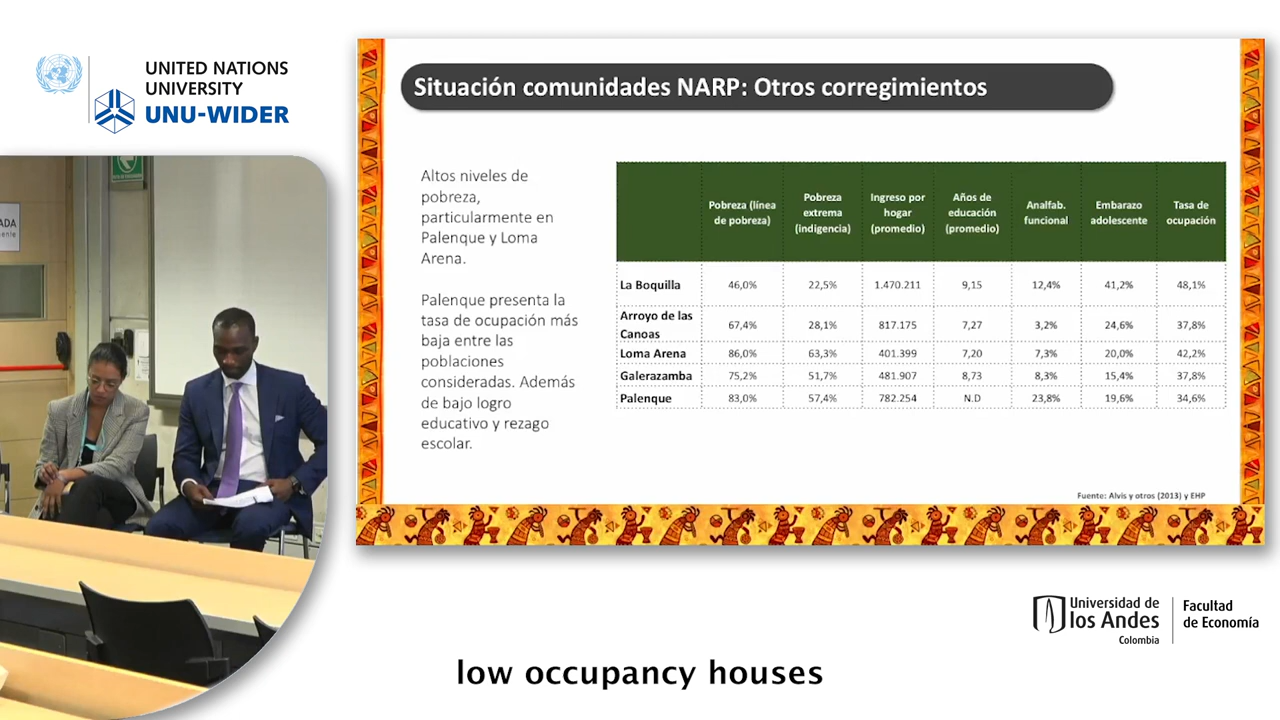 UNITED NATIONS
UNIVERSITY
UNU-WIDER
ADA
Situación comunidades NARP: Otros corregimientos
Altos niveles de
pobreza,
particularmente en
Palenque y Loma
Arena.
Palenque presenta la
tasa de ocupación más
baja entre las
poblaciones
consideradas. Además
de bajo logro
educativo y rezago
escolar.
Pobreza (línea de pobreza) Pobreza extrema (indigencia) Ingreso por hogar (promedio) Años de educación (promedio) Analfab. funcional Embarazo adolescente Tasa de ocupación
La Boquilla 46,0% 22,5% 1.470.211 9,15 12,4% 41,2% 48,1%
Arroyo de las Canoas 67,4% 28,1% 817.175 7,27 3,2% 24,6% 37,8%
Loma Arena 86,0% 63,3% 401.399 7,20 7,3% 20,0% 42,2%
Galerazamba 75,2% 51,7% 481.907 8,73 8,3% 15,4% 37,8%
Palenque 83,0% 57,4% 782.254 N.D 23,8% 19,6% 34,6%
Fuente: Alvis y otros (2013) y EHP
Universidad de
los Andes
Colombia
Facultad
de Economía
low occupancy houses